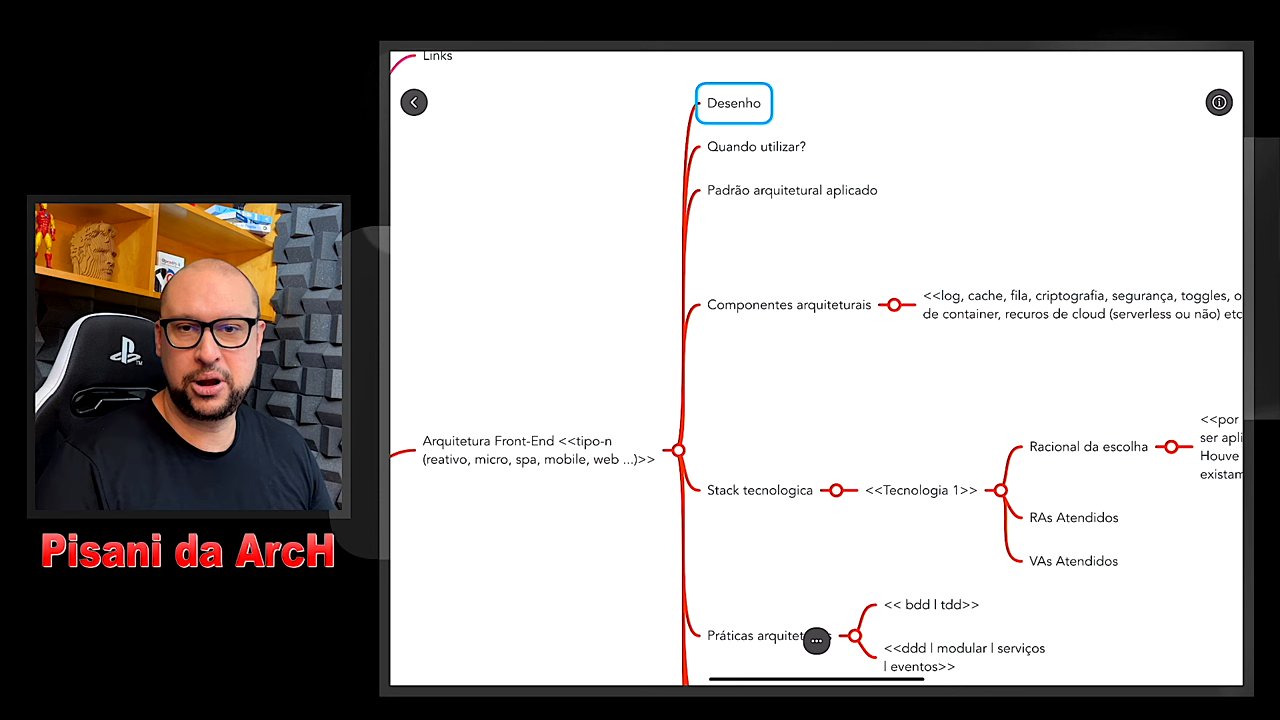 Links
Desenho
Quando utilizar?
Padrão arquitetural aplicado
Componentes arquiteturais
<<log, cache, fila, criptografia, segurança, toggles, o
de container, recuros de cloud (serverless ou não) etc
Arquitetura Front-End <<tipo-n
(reativo, micro, spa, mobile, web ...)>>
Stack tecnologica
<<Tecnologia 1>>
Racional da escolha
<<por
ser apli
Houve
existam
RAs Atendidos
VAs Atendidos
Práticas arquitet
<< bdd | tdd>>
<<ddd | modular | serviços
| eventos>>
Pisani da ArcH